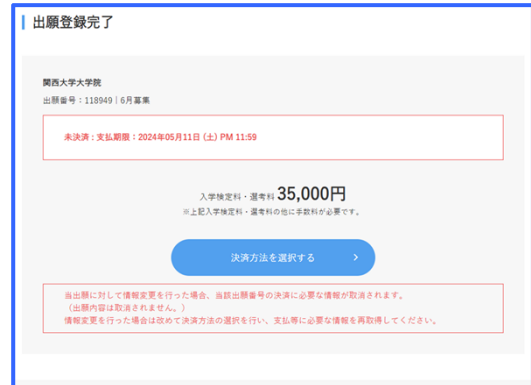 出願登録完了
関西大学大学院
出願番号：118949｜6月募集
未決済：支払期限：2024年05月11日 (土) PM 11:59
入学検定料・選考料 35,000円
※上記入学検定料・選考料の他に手数料が必要です。
決済方法を選択する
当出願に対して情報変更を行った場合、当該出願番号の決済に必要な情報が取消されます。
（出願内容は取消されません。）
情報変更を行った場合は改めて決済方法の選択を行い、支払等に必要な情報を再取得してください。